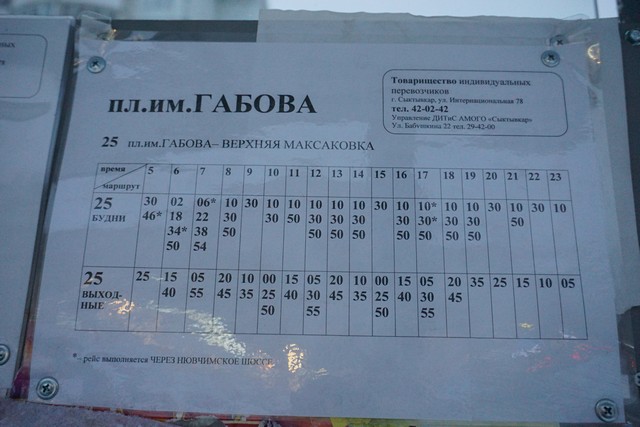 пл.им.ГАБОВА
Товарищество индивидуальных
перевозчиков
г. Сыктывкар, ул. Интернациональная 78
тел. 42-02-42
Управление ДИТиС АМОГО «Сыктывкар»
Ул. Бабушкина 22 тел. 29-42-00
25 пл.им.ГАБОВА– ВЕРХНЯЯ МАКСАКОВКА
время 5 6 7 8 9 10 11 12 13 14 15 16 17 18 19 20 21 22 23
маршрут
25 30 02 06* 10 30 10 10 10 10 10 30 10 10* 10 10 30 10 30 10
БУДНИ 46* 18 22 30 30 50 30 30 30 30 30* 30 30 50
34* 38 50 50 50 50 50 50 50 50
50 54
25 25 15 05 20 10 00 15 05 20 10 00 15 05 20 35 25 15 10 05
ВЫХОД- 40 55 45 35 25 40 30 45 35 25 40 30 45
НЫЕ 50 55 50 55
*- рейс выполняется ЧЕРЕЗ НЮВЧИМСКОЕ ШОССЕ